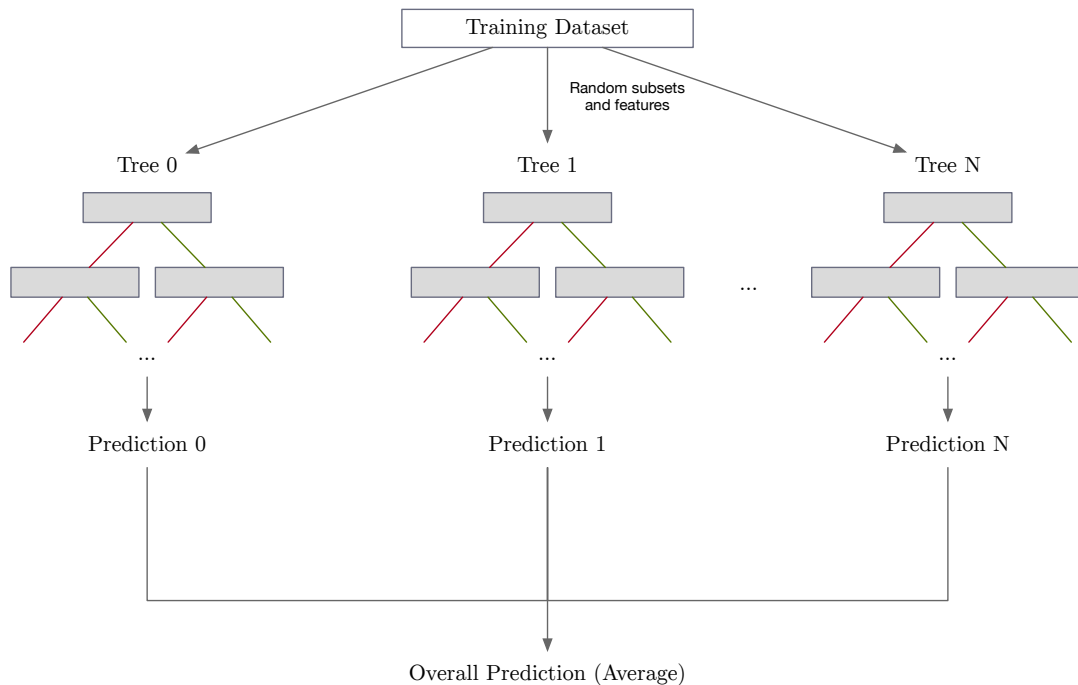 Training Dataset
Random subsets
and features
Tree 0
Tree 1
Tree N
...
...
...
...
Prediction 0
Prediction 1
Prediction N
Overall Prediction (Average)